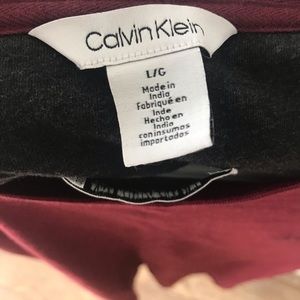 Calvin Klein
L/G
Made in
India
Fabriqué en
Inde
Hecho en
India
con insumos
importados